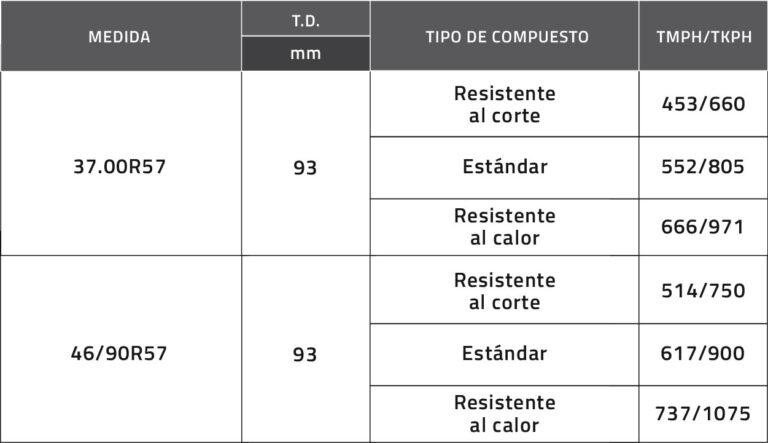 MEDIDA
T.D.
mm
TIPO DE COMPUESTO
TMPH/TKPH
37.00R57
93
Resistente
al corte
453/660
Estándar
552/805
Resistente
al calor
666/971
46/90R57
93
Resistente
al corte
514/750
Estándar
617/900
Resistente
al calor
737/1075